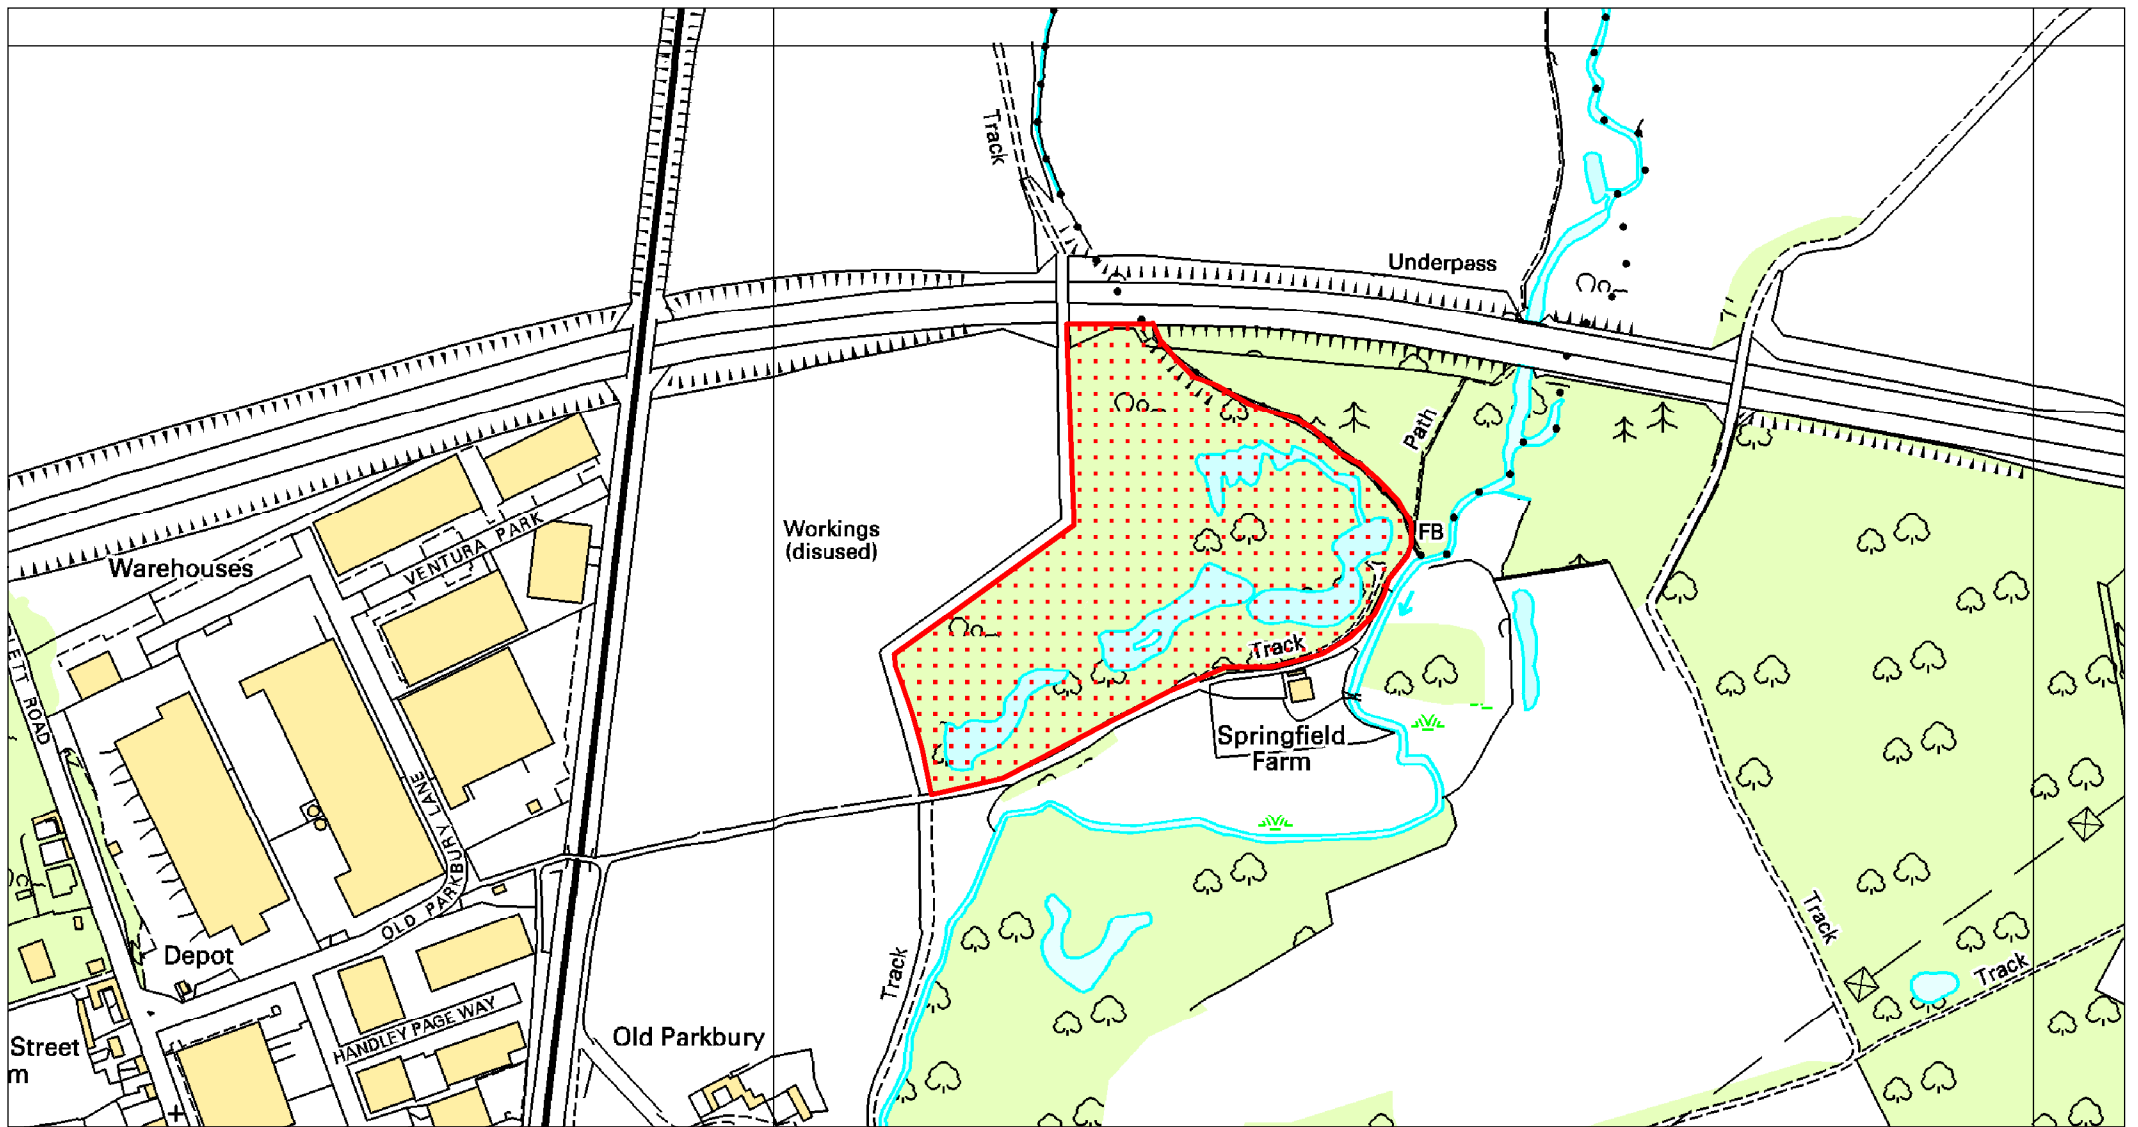 Track
Underpass
Path
FB
Workings
(disused)
VENTURA PARK
Warehouses
Track
ETT ROAD
Springfield
Farm
OLD PARKBURY LANE
Depot
Track
Track
Track
HANDLEY PAGE WAY
Old Parkbury
Street
m